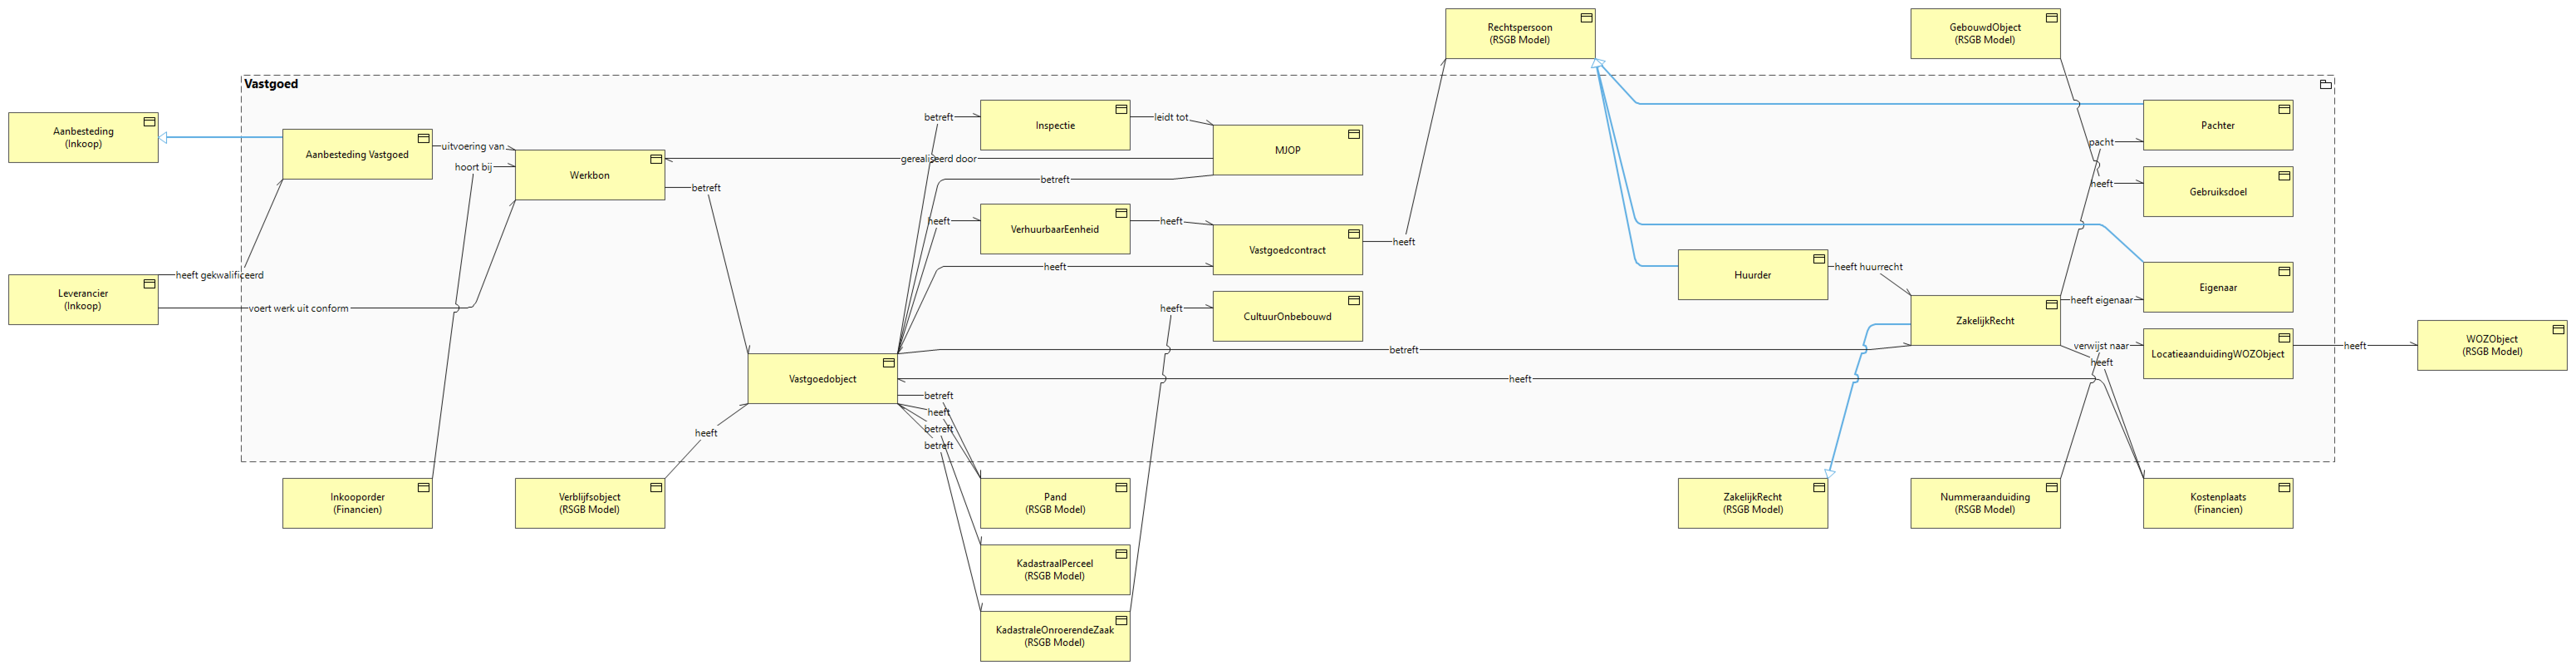 Rechtspersoon
(RSGB Model)
GebouwdObject
(RSGB Model)
Vastgoed
Aanbesteding
(Inkoop)
Aanbesteding Vastgoed
uitvoering van
hoort bij
Werkbon
betreft
betreft
Inspectie
leidt tot
MJOP
gerealiseerd door
betreft
heeft
VerhuurbaarEenheid
heeft
Vastgoedcontract
heeft
heeft
heeft
CultuurOnbebouwd
Pachter
pacht
heeft
Gebruiksdoel
Huurder
heeft huurrecht
ZakelijkRecht
heeft eigenaar
Eigenaar
verwijst naar
heeft
LocatieaanduidingWOZObject
heeft
WOZObject
(RSGB Model)
heeft gekwalificeerd
Leverancier
(Inkoop)
voert werk uit conform
Vastgoedobject
betreft
heeft
betreft
heeft
betreft
betreft
heeft
Inkooporder
(Financien)
Verblijfsobject
(RSGB Model)
Pand
(RSGB Model)
ZakelijkRecht
(RSGB Model)
Nummeraanduiding
(RSGB Model)
Kostenplaats
(Financien)
KadastraalPerceel
(RSGB Model)
KadastraleOnroerendeZaak
(RSGB Model)